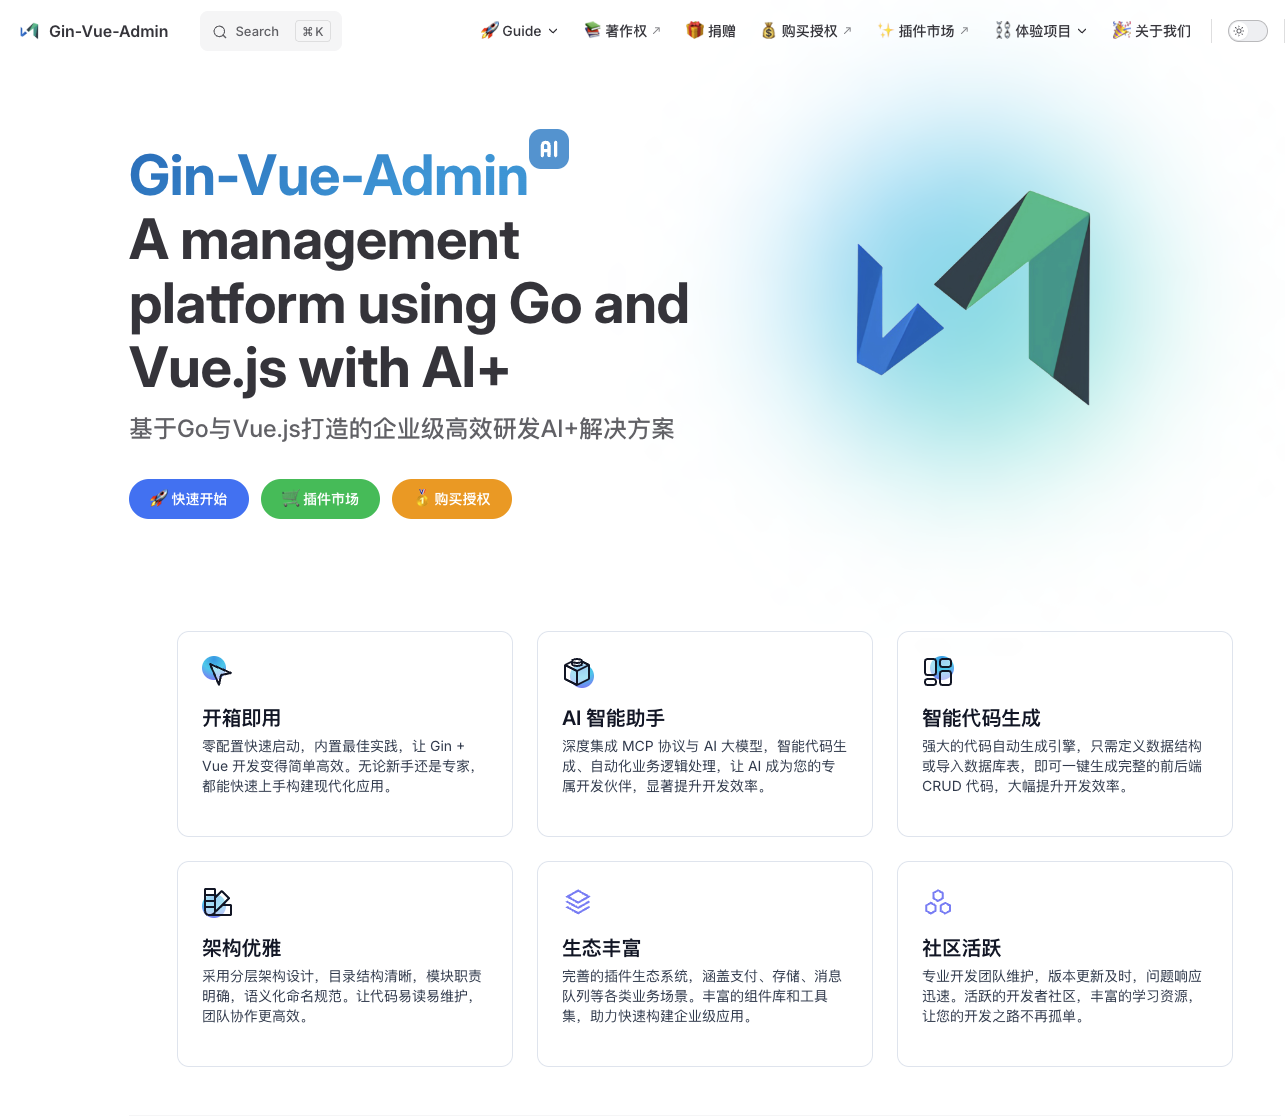 Gin-Vue-Admin
Search ⌘K
🚀 Guide
📚 著作权
🎁 捐赠
💰 购买授权
✨ 插件市场
⛓️ 体验项目
🎉 关于我们
Gin-Vue-Admin AI
A management
platform using Go and
Vue.js with AI+
基于Go与Vue.js打造的企业级高效研发AI+解决方案
🚀 快速开始
🛒 插件市场
🏅 购买授权
开箱即用
零配置快速启动，内置最佳实践，让 Gin +
Vue 开发变得简单高效。无论新手还是专家，
都能快速上手构建现代化应用。
AI 智能助手
深度集成 MCP 协议与 AI 大模型，智能代码生
成、自动化业务逻辑处理，让 AI 成为您的专
属开发伙伴，显著提升开发效率。
智能代码生成
强大的代码自动生成引擎，只需定义数据结构
或导入数据库表，即可一键生成完整的前后端
CRUD 代码，大幅提升开发效率。
架构优雅
采用分层架构设计，目录结构清晰，模块职责
明确，语义化命名规范。让代码易读易维护，
团队协作更高效。
生态丰富
完善的插件生态系统，涵盖支付、存储、消息
队列等各类业务场景。丰富的组件库和工具
集，助力快速构建企业级应用。
社区活跃
专业开发团队维护，版本更新及时，问题响应
迅速。活跃的开发者社区，丰富的学习资源，
让您的开发之路不再孤单。